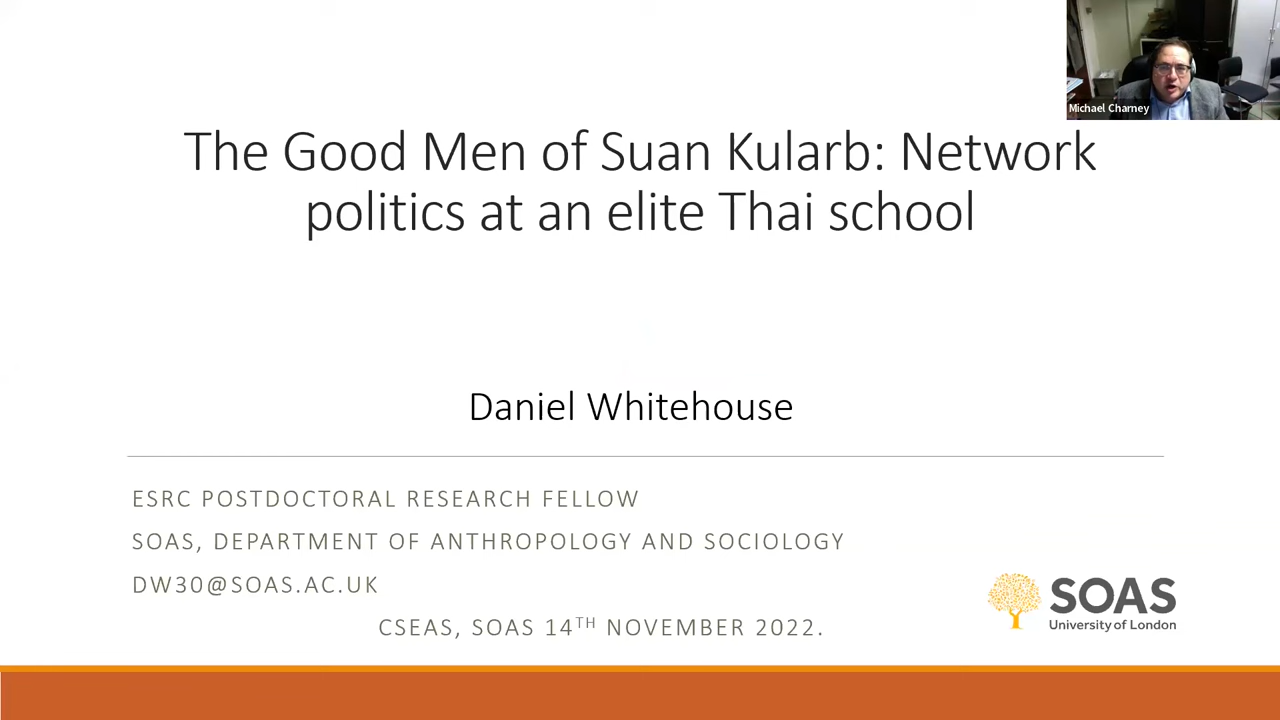 Michael Charney
The Good Men of Suan Kularb: Network
politics at an elite Thai school
Daniel Whitehouse
ESRC POSTDOCTORAL RESEARCH FELLOW
SOAS, DEPARTMENT OF ANTHROPOLOGY AND SOCIOLOGY
DW30@SOAS.AC.UK
CSEAS, SOAS 14TH NOVEMBER 2022.
SOAS
University of London